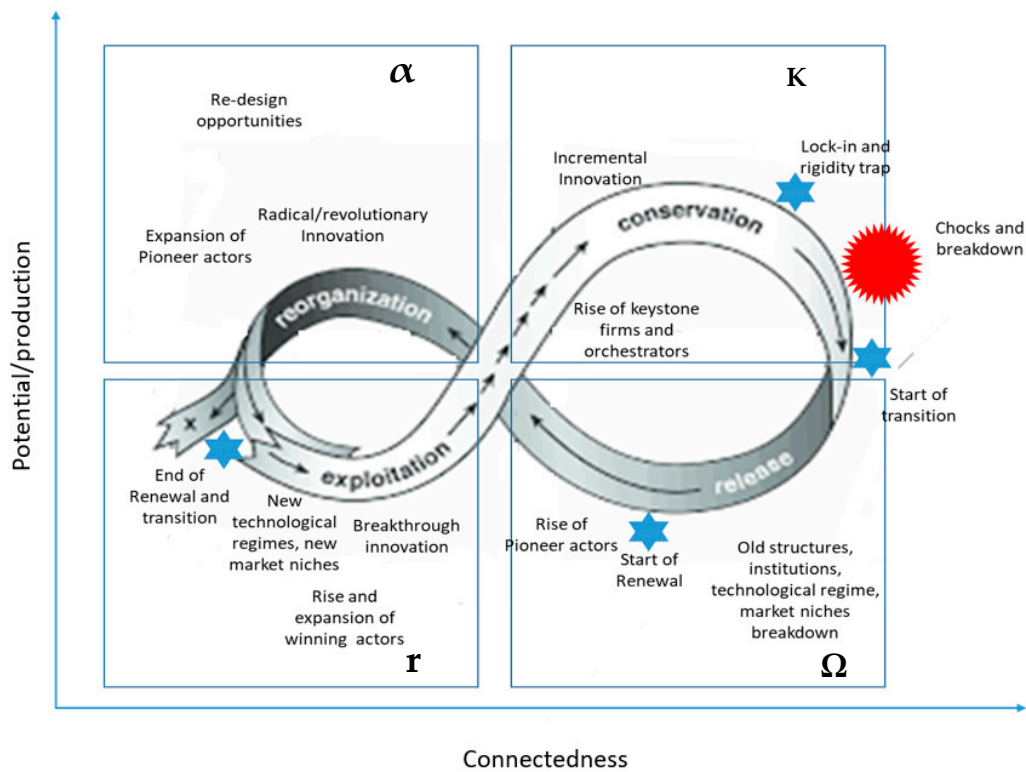 α
K
Re-design
opportunities
Lock-in and
rigidity trap
Incremental
Innovation
conservation
Radical/revolutionary
Innovation
Expansion of
Pioneer actors
Chocks and
breakdown
reorganization
Rise of keystone
firms and
orchestrators
Potential/production
Start of
transition
x
exploitation
release
End of
Renewal and
transition
New
technological
regimes, new
market niches
Breakthrough
innovation
Rise of
Pioneer actors
Start of
Renewal
Old structures,
institutions,
technological regime,
market niches
breakdown
Rise and
expansion of
winning actors
r
Ω
Connectedness